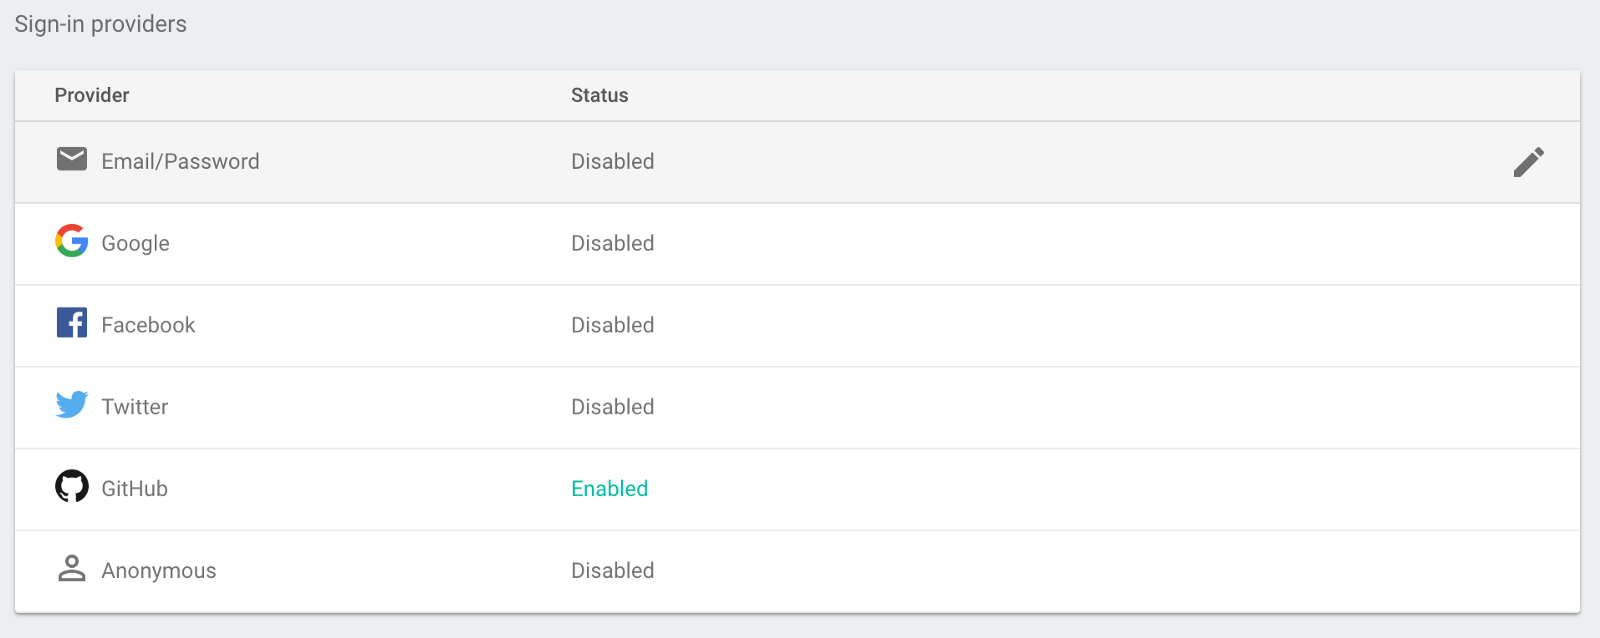 Sign-in providers
Provider Status
Email/Password Disabled
Google Disabled
Facebook Disabled
Twitter Disabled
GitHub Enabled
Anonymous Disabled